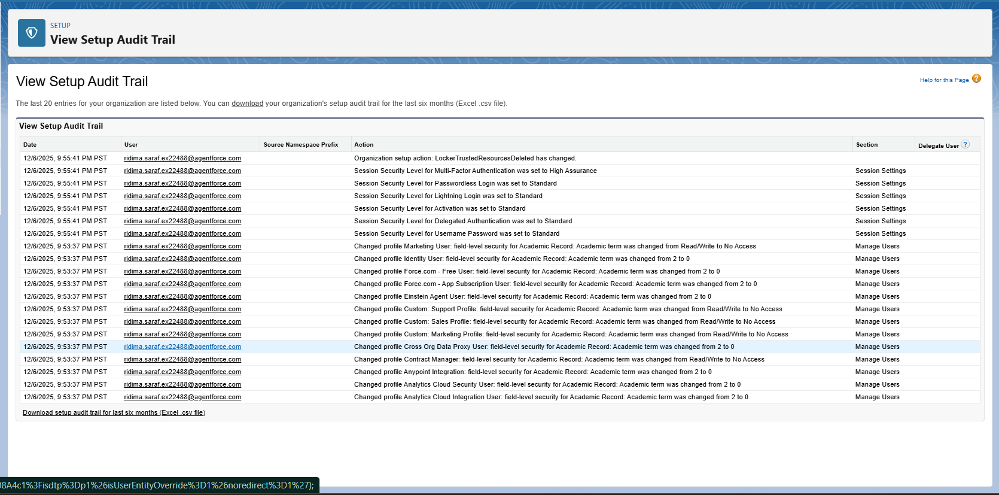 SETUP
View Setup Audit Trail
View Setup Audit Trail
Help for this Page ?
The last 20 entries for your organization are listed below. You can download your organization's setup audit trail for the last six months (Excel .csv file).
View Setup Audit Trail
Date User Source Namespace Prefix Action Section Delegate User ?
12/6/2025, 9:55:41 PM PST ridima.saraf.ex22488@agentforce.com Organization setup action: LockerTrustedResourcesDeleted has changed.
12/6/2025, 9:55:41 PM PST ridima.saraf.ex22488@agentforce.com Session Security Level for Multi-Factor Authentication was set to High Assurance Session Settings
12/6/2025, 9:55:41 PM PST ridima.saraf.ex22488@agentforce.com Session Security Level for Passwordless Login was set to Standard Session Settings
12/6/2025, 9:55:41 PM PST ridima.saraf.ex22488@agentforce.com Session Security Level for Lightning Login was set to Standard Session Settings
12/6/2025, 9:55:41 PM PST ridima.saraf.ex22488@agentforce.com Session Security Level for Activation was set to Standard Session Settings
12/6/2025, 9:55:41 PM PST ridima.saraf.ex22488@agentforce.com Session Security Level for Delegated Authentication was set to Standard Session Settings
12/6/2025, 9:55:41 PM PST ridima.saraf.ex22488@agentforce.com Session Security Level for Username Password was set to Standard Session Settings
12/6/2025, 9:53:37 PM PST ridima.saraf.ex22488@agentforce.com Changed profile Marketing User: field-level security for Academic Record: Academic term was changed from Read/Write to No Access Manage Users
12/6/2025, 9:53:37 PM PST ridima.saraf.ex22488@agentforce.com Changed profile Identity User: field-level security for Academic Record: Academic term was changed from 2 to 0 Manage Users
12/6/2025, 9:53:37 PM PST ridima.saraf.ex22488@agentforce.com Changed profile Force.com - Free User: field-level security for Academic Record: Academic term was changed from 2 to 0 Manage Users
12/6/2025, 9:53:37 PM PST ridima.saraf.ex22488@agentforce.com Changed profile Force.com - App Subscription User: field-level security for Academic Record: Academic term was changed from 2 to 0 Manage Users
12/6/2025, 9:53:37 PM PST ridima.saraf.ex22488@agentforce.com Changed profile Einstein Agent User: field-level security for Academic Record: Academic term was changed from 2 to 0 Manage Users
12/6/2025, 9:53:37 PM PST ridima.saraf.ex22488@agentforce.com Changed profile Custom: Support Profile: field-level security for Academic Record: Academic term was changed from Read/Write to No Access Manage Users
12/6/2025, 9:53:37 PM PST ridima.saraf.ex22488@agentforce.com Changed profile Custom: Sales Profile: field-level security for Academic Record: Academic term was changed from Read/Write to No Access Manage Users
12/6/2025, 9:53:37 PM PST ridima.saraf.ex22488@agentforce.com Changed profile Custom: Marketing Profile: field-level security for Academic Record: Academic term was changed from Read/Write to No Access Manage Users
12/6/2025, 9:53:37 PM PST ridima.saraf.ex22488@agentforce.com Changed profile Cross Org Data Proxy User: field-level security for Academic Record: Academic term was changed from 2 to 0 Manage Users
12/6/2025, 9:53:37 PM PST ridima.saraf.ex22488@agentforce.com Changed profile Contract Manager: field-level security for Academic Record: Academic term was changed from Read/Write to No Access Manage Users
12/6/2025, 9:53:37 PM PST ridima.saraf.ex22488@agentforce.com Changed profile Anypoint Integration: field-level security for Academic Record: Academic term was changed from 2 to 0 Manage Users
12/6/2025, 9:53:37 PM PST ridima.saraf.ex22488@agentforce.com Changed profile Analytics Cloud Security User: field-level security for Academic Record: Academic term was changed from 2 to 0 Manage Users
12/6/2025, 9:53:37 PM PST ridima.saraf.ex22488@agentforce.com Changed profile Analytics Cloud Integration User: field-level security for Academic Record: Academic term was changed from 2 to 0 Manage Users
Download setup audit trail for last six months (Excel .csv file)
08A4c1%3Fisdtp%3Dp1%26isUserEntityOverride%3D1%26noredirect%3D1%27);